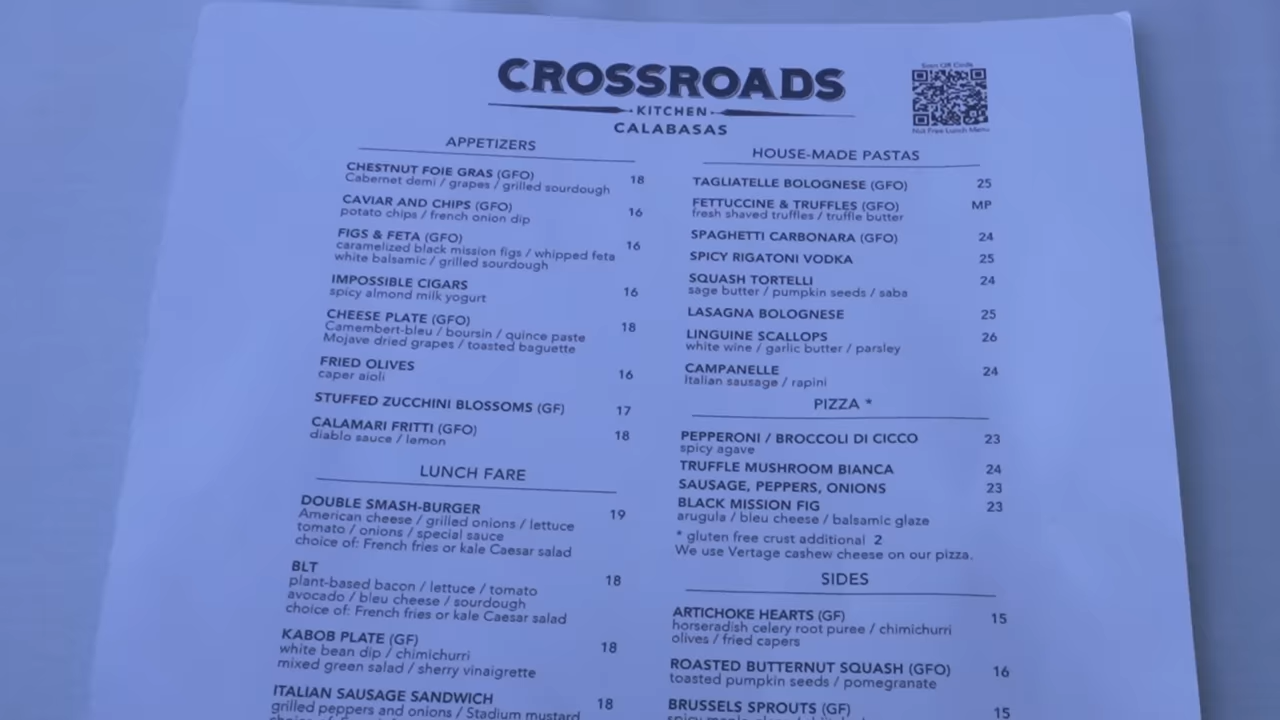 CROSSROADS
KITCHEN
CALABASAS
Scan QR Code
Nut Free Lunch Menu
APPETIZERS
CHESTNUT FOIE GRAS (GFO) 18
Cabernet demi / grapes / grilled sourdough
CAVIAR AND CHIPS (GFO) 16
potato chips / french onion dip
FIGS & FETA (GFO) 16
caramelized black mission figs / whipped feta
white balsamic / grilled sourdough
IMPOSSIBLE CIGARS 16
spicy almond milk yogurt
CHEESE PLATE (GFO) 18
Camembert-bleu / boursin / quince paste
Mojave dried grapes / toasted baguette
FRIED OLIVES 16
caper aioli
STUFFED ZUCCHINI BLOSSOMS (GF) 17
CALAMARI FRITTI (GFO) 18
diablo sauce / lemon
LUNCH FARE
DOUBLE SMASH-BURGER 19
American cheese / grilled onions / lettuce
tomato / onions / special sauce
choice of: French fries or kale Caesar salad
BLT 18
plant-based bacon / lettuce / tomato
avocado / bleu cheese / sourdough
choice of: French fries or kale Caesar salad
KABOB PLATE (GF) 18
white bean dip / chimichurri
mixed green salad / sherry vinaigrette
ITALIAN SAUSAGE SANDWICH 18
grilled peppers and onions / Stadium mustard
HOUSE-MADE PASTAS
TAGLIATELLE BOLOGNESE (GFO) 25
FETTUCCINE & TRUFFLES (GFO) MP
fresh shaved truffles / truffle butter
SPAGHETTI CARBONARA (GFO) 24
SPICY RIGATONI VODKA 25
SQUASH TORTELLI 24
sage butter / pumpkin seeds / saba
LASAGNA BOLOGNESE 25
LINGUINE SCALLOPS 26
white wine / garlic butter / parsley
CAMPANELLE 24
Italian sausage / rapini
PIZZA *
PEPPERONI / BROCCOLI DI CICCO 23
spicy agave
TRUFFLE MUSHROOM BIANCA 24
SAUSAGE, PEPPERS, ONIONS 23
BLACK MISSION FIG 23
arugula / bleu cheese / balsamic glaze
* gluten free crust additional 2
We use Vertage cashew cheese on our pizza.
SIDES
ARTICHOKE HEARTS (GF) 15
horseradish celery root puree / chimichurri
olives / fried capers
ROASTED BUTTERNUT SQUASH (GFO) 16
toasted pumpkin seeds / pomegranate
BRUSSELS SPROUTS (GF) 15